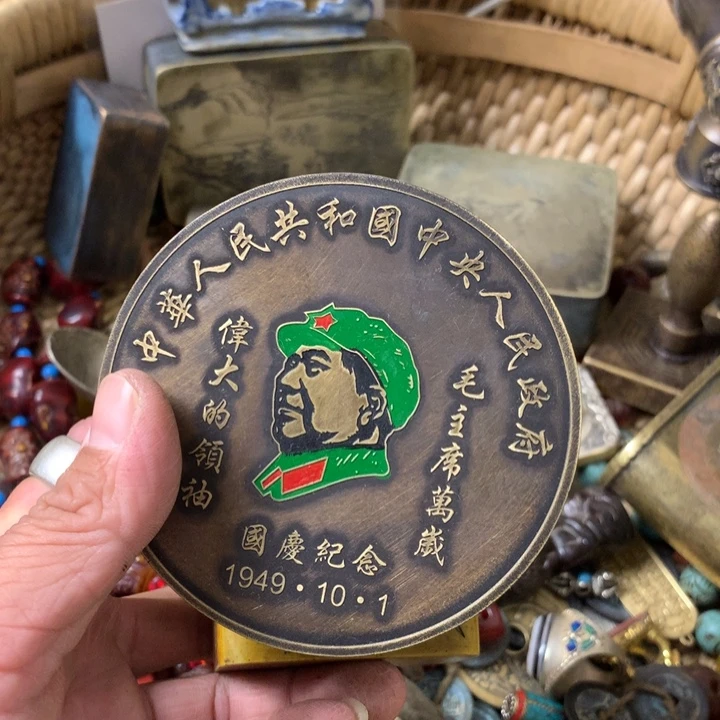 中華人民共和國中央人民政府
偉大的領袖
毛主席萬歲
國慶紀念
1949·10·1